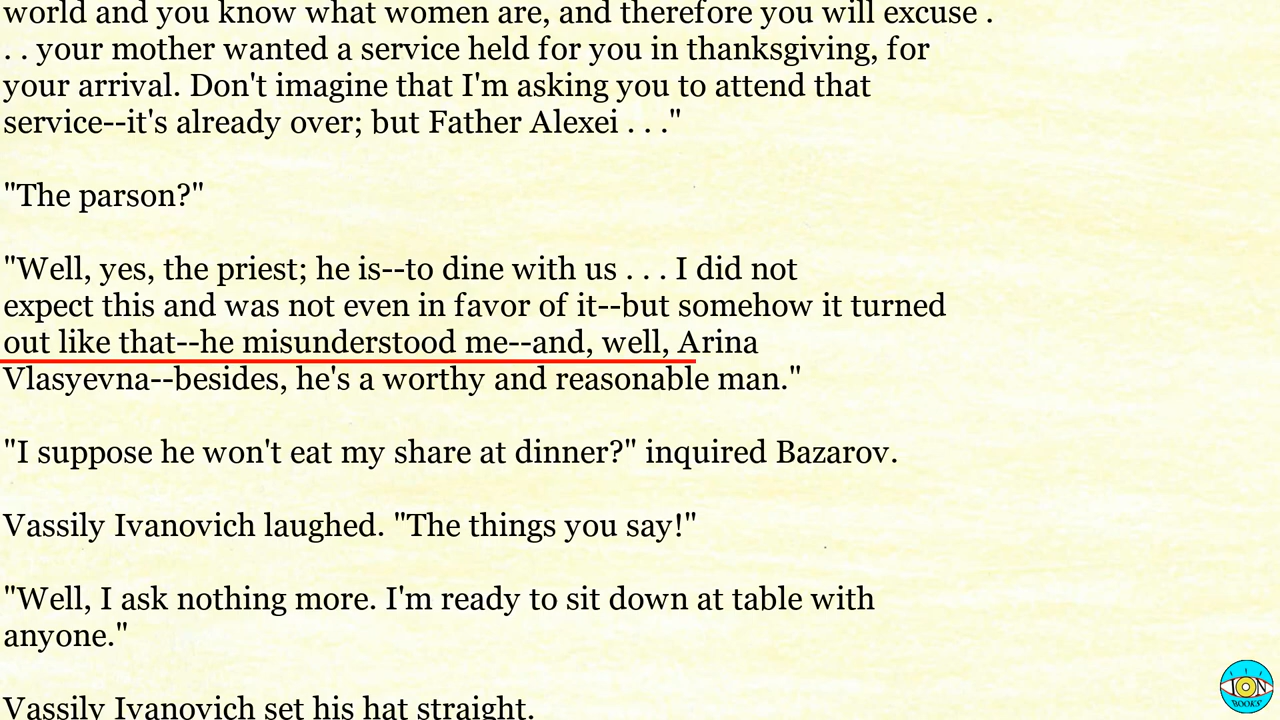 world and you know what women are, and therefore you will excuse .
. . your mother wanted a service held for you in thanksgiving, for
your arrival. Don't imagine that I'm asking you to attend that
service--it's already over; but Father Alexei . . ."
"The parson?"
"Well, yes, the priest; he is--to dine with us . . . I did not
expect this and was not even in favor of it--but somehow it turned
out like that--he misunderstood me--and, well, Arina
Vlasyevna--besides, he's a worthy and reasonable man."
"I suppose he won't eat my share at dinner?" inquired Bazarov.
Vassily Ivanovich laughed. "The things you say!"
"Well, I ask nothing more. I'm ready to sit down at table with
anyone."
Vassily Ivanovich set his hat straight.
ION
BOOKS